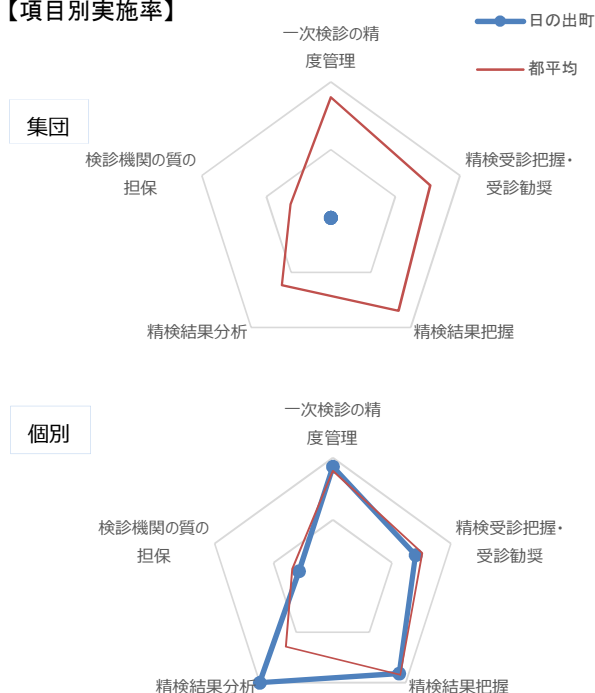 【項目別実施率】
日の出町
都平均
集団
一次検診の精
度管理
精検受診把握・
受診勧奨
精検結果把握
精検結果分析
検診機関の質の
担保
個別
一次検診の精
度管理
精検受診把握・
受診勧奨
精検結果把握
精検結果分析
検診機関の質の
担保